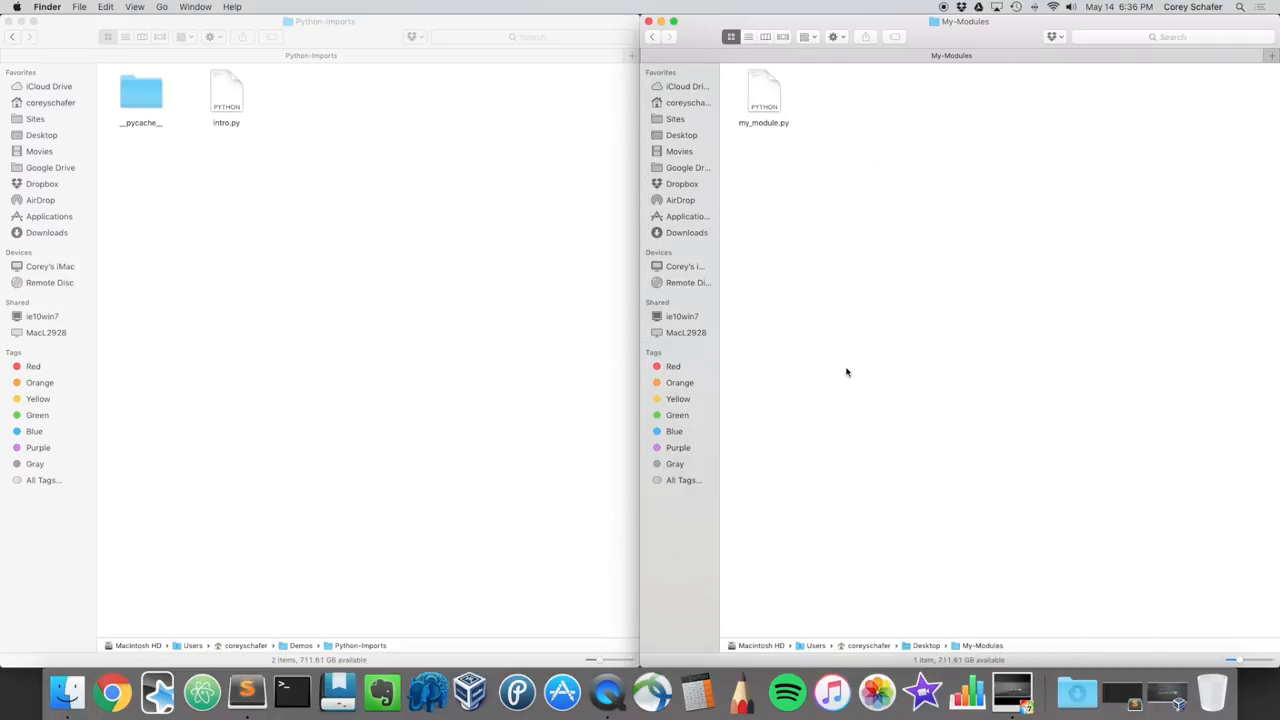 Finder File Edit View Go Window Help May 14 6:36 PM Corey Schafer
Python-Imports
Search
Python-Imports
Favorites
iCloud Drive
coreyschafer
Sites
Desktop
Movies
Google Drive
Dropbox
AirDrop
Applications
Downloads
Devices
Corey's iMac
Remote Disc
Shared
ie10win7
MacL2928
Tags
Red
Orange
Yellow
Green
Blue
Purple
Gray
All Tags...
PYTHON
__pycache__ intro.py
Macintosh HD Users coreyschafer Demos Python-Imports
2 items, 711.61 GB available
My-Modules
Search
My-Modules
Favorites
iCloud Dri...
coreyscha...
Sites
Desktop
Movies
Google Dr...
Dropbox
AirDrop
Applicatio...
Downloads
Devices
Corey's i...
Remote Di...
Shared
ie10win7
MacL2928
Tags
Red
Orange
Yellow
Green
Blue
Purple
Gray
All Tags...
PYTHON
my_module.py
Macintosh HD Users coreyschafer Desktop My-Modules
1 item, 711.61 GB available